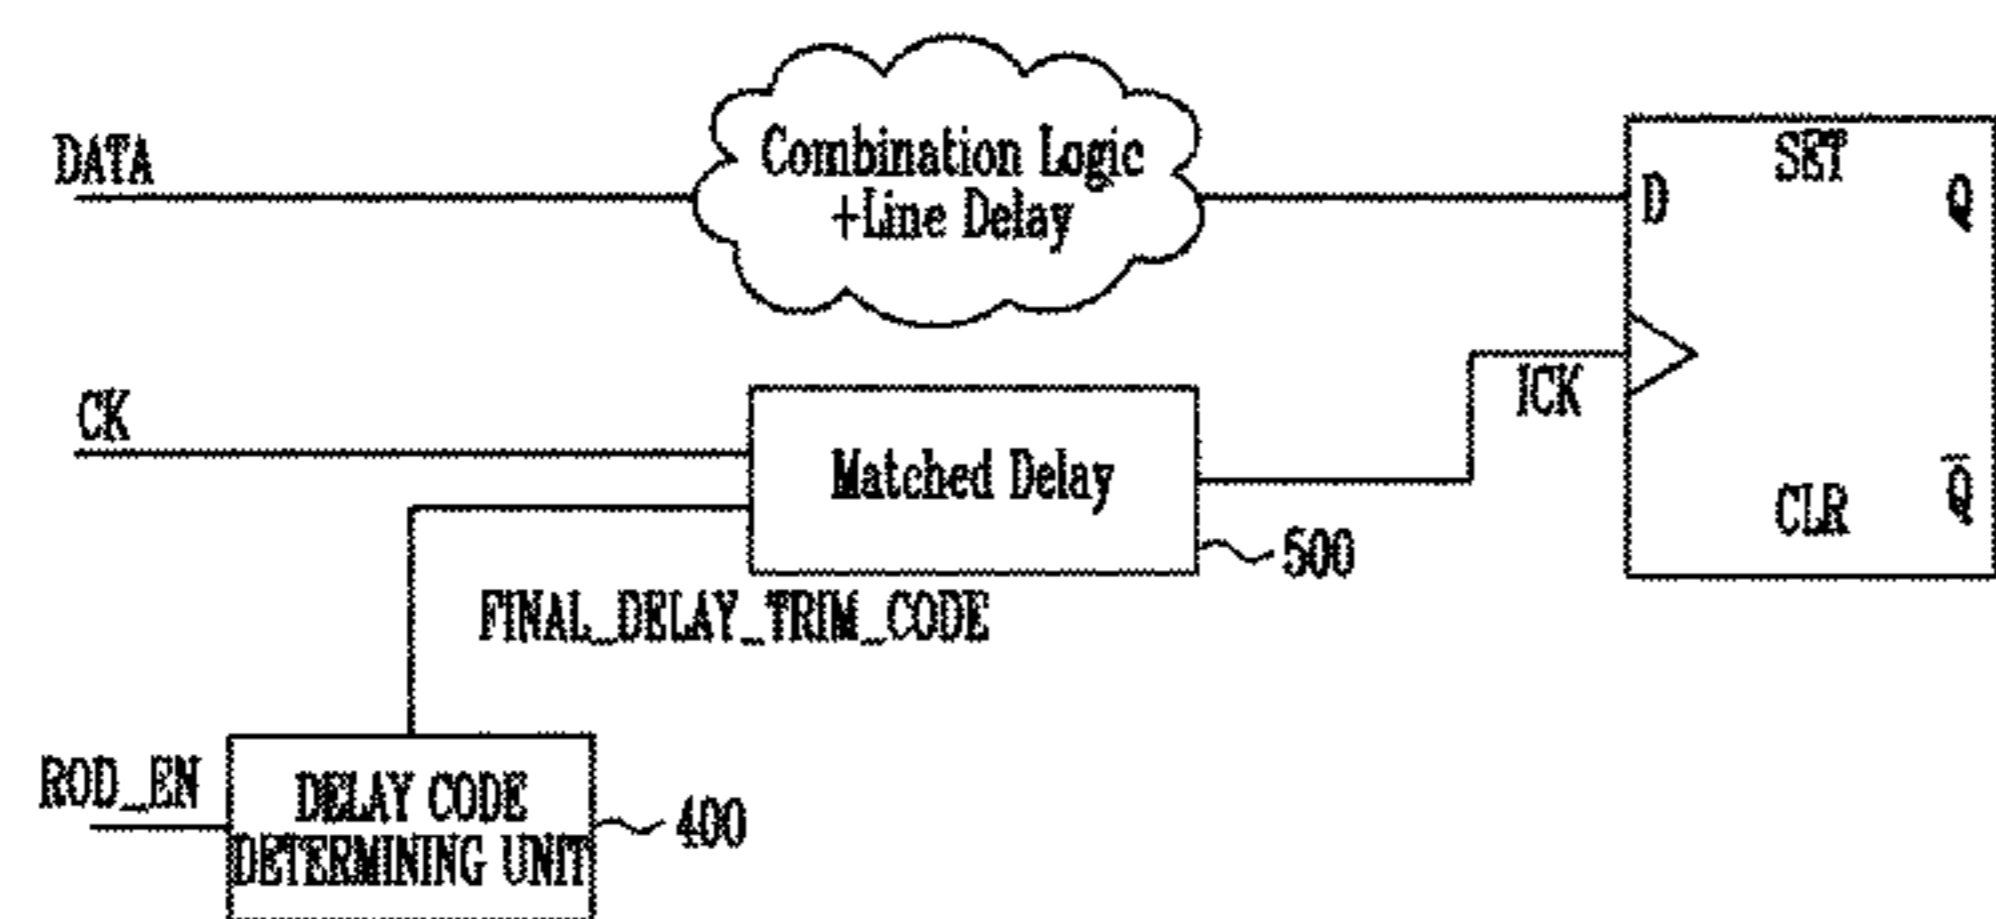 DATA
Combination Logic
+Line Delay
D
SET
Q
CK
Matched Delay
ICK
Q̅
CLR
500
FINAL_DELAY_TRIM_CODE
ROD_EN
DELAY CODE
DETERMINING UNIT
400